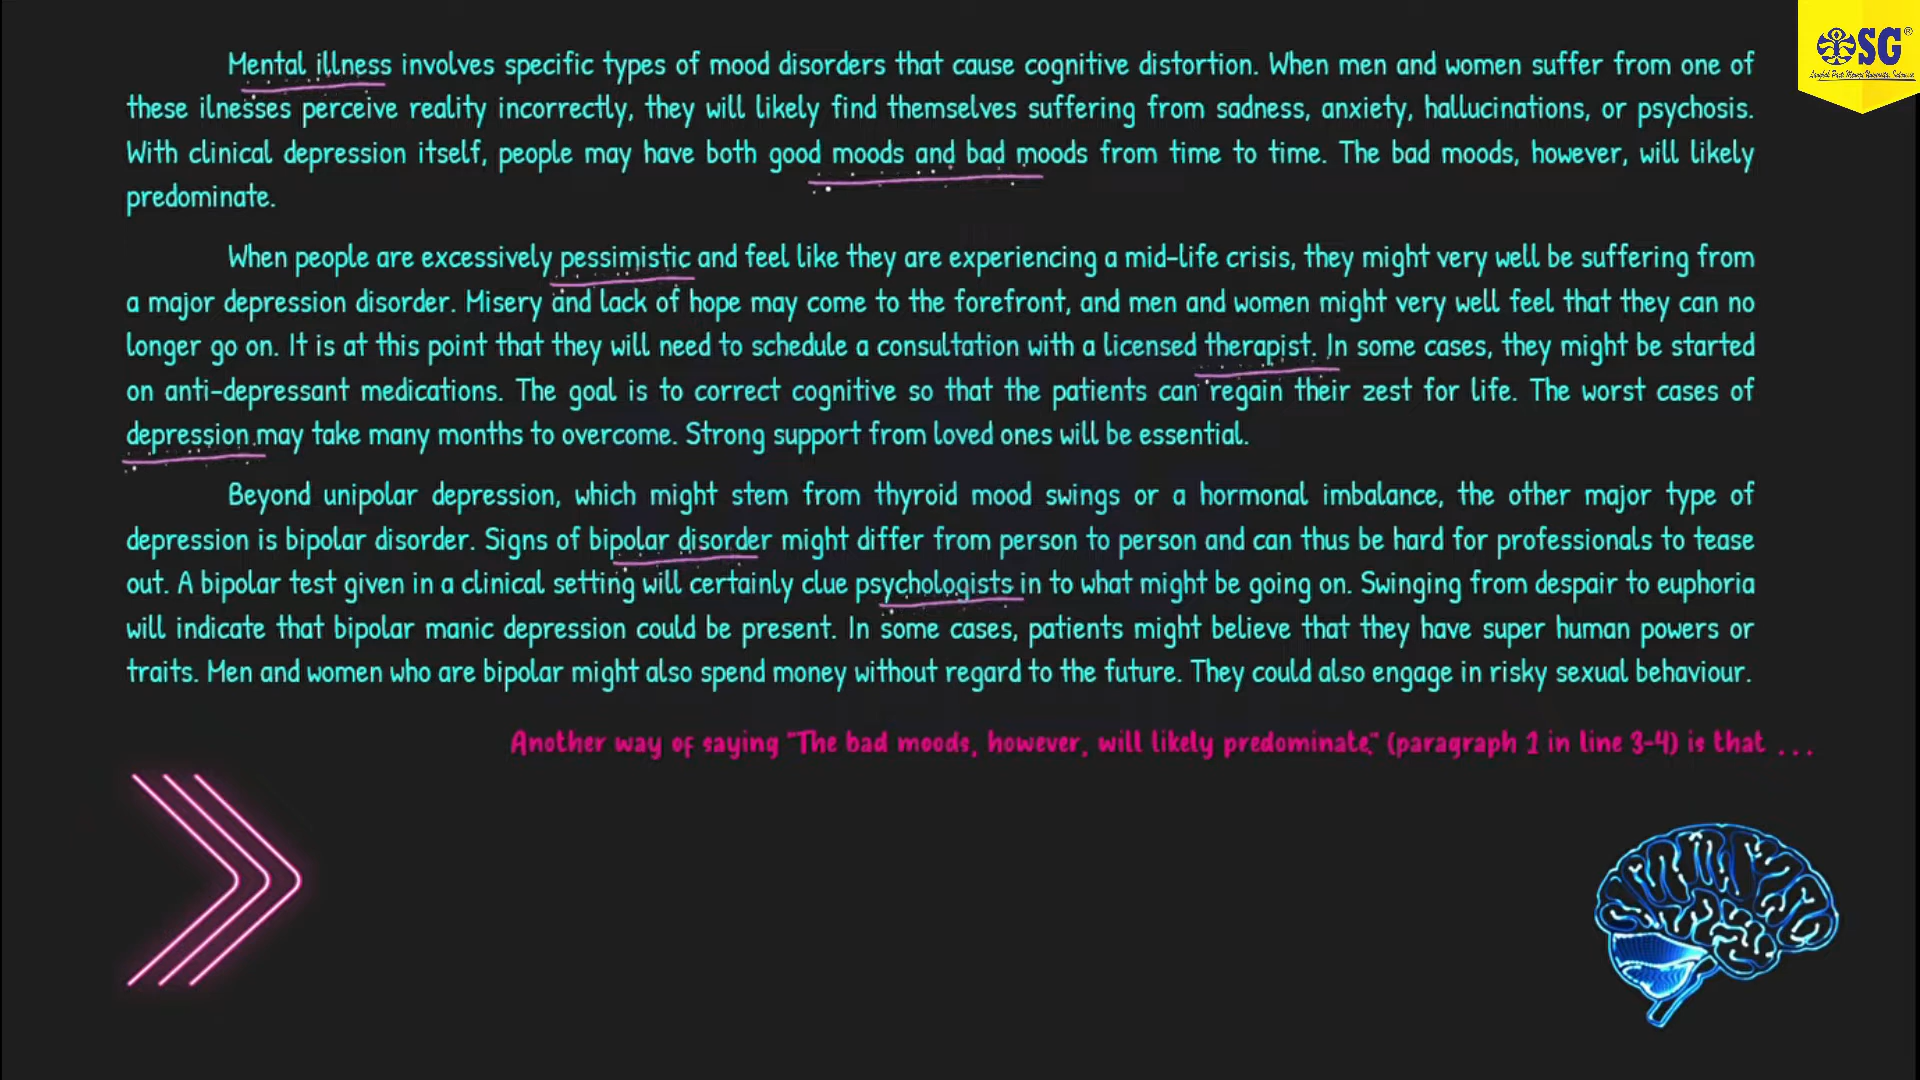 SG®
Mental illness involves specific types of mood disorders that cause cognitive distortion. When men and women suffer from one of
these ilnesses perceive reality incorrectly, they will likely find themselves suffering from sadness, anxiety, hallucinations, or psychosis.
With clinical depression itself, people may have both good moods and bad moods from time to time. The bad moods, however, will likely
predominate.
When people are excessively pessimistic and feel like they are experiencing a mid-life crisis, they might very well be suffering from
a major depression disorder. Misery and lack of hope may come to the forefront, and men and women might very well feel that they can no
longer go on. It is at this point that they will need to schedule a consultation with a licensed therapist. In some cases, they might be started
on anti-depressant medications. The goal is to correct cognitive so that the patients can regain their zest for life. The worst cases of
depression may take many months to overcome. Strong support from loved ones will be essential.
Beyond unipolar depression, which might stem from thyroid mood swings or a hormonal imbalance, the other major type of
depression is bipolar disorder. Signs of bipolar disorder might differ from person to person and can thus be hard for professionals to tease
out. A bipolar test given in a clinical setting will certainly clue psychologists in to what might be going on. Swinging from despair to euphoria
will indicate that bipolar manic depression could be present. In some cases, patients might believe that they have super human powers or
traits. Men and women who are bipolar might also spend money without regard to the future. They could also engage in risky sexual behaviour.
Another way of saying "The bad moods, however, will likely predominate." (paragraph 1 in line 3-4) is that ...